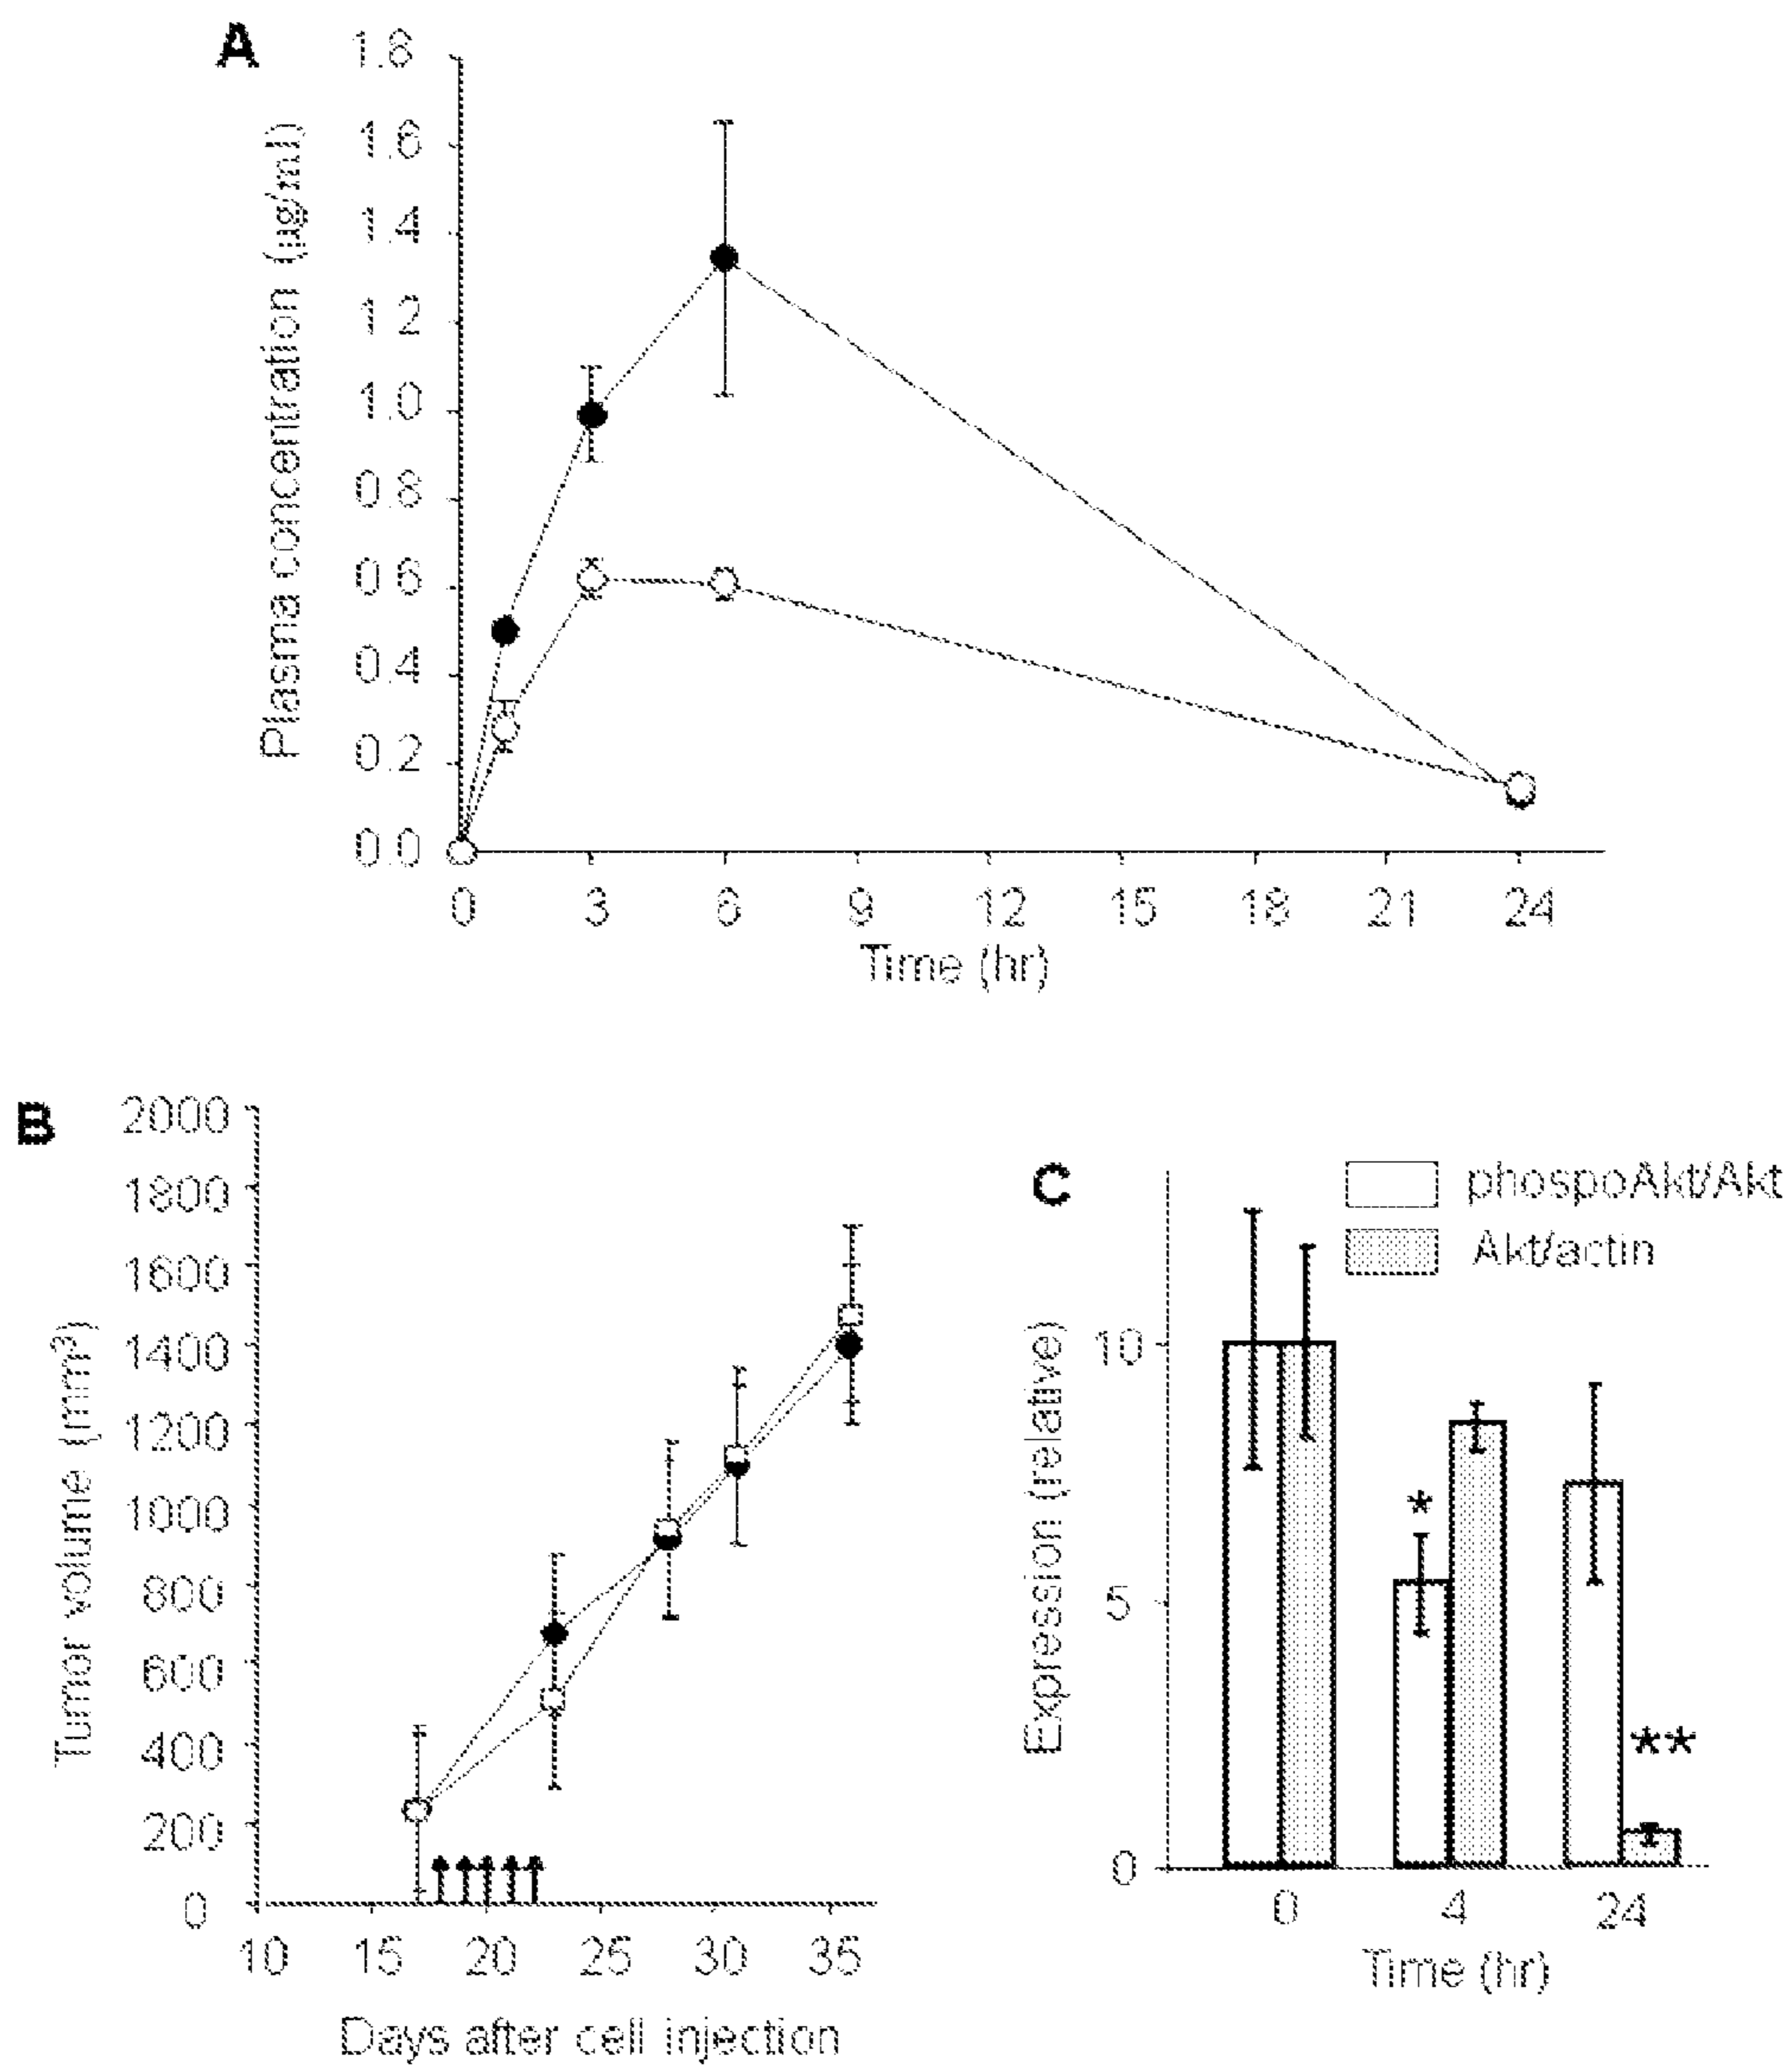 A
Plasma concentration (µg/ml)
1.8
1.6
1.4
1.2
1.0
0.8
0.6
0.4
0.2
0.0
0 3 6 9 12 15 18 21 24
Time (hr)
B
Tumor volume (mm³)
2000
1800
1600
1400
1200
1000
800
600
400
200
0
10 15 20 25 30 35
Days after cell injection
C
phospoAkt/Akt
Akt/actin
Expression (relative)
10
5
0
*
**
0 4 24
Time (hr)